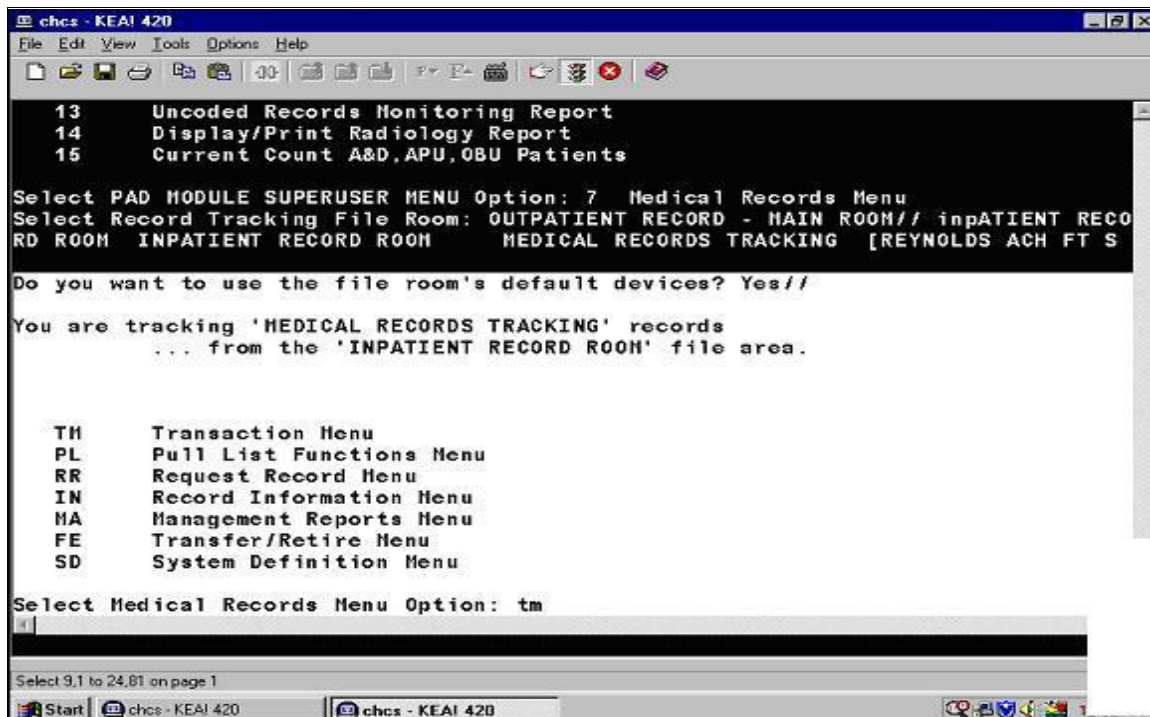 chcs - KEA! 420
File Edit View Tools Options Help
13 Uncoded Records Monitoring Report
14 Display/Print Radiology Report
15 Current Count A&D,APU,OBU Patients
Select PAD MODULE SUPERUSER MENU Option: 7 Medical Records Menu
Select Record Tracking File Room: OUTPATIENT RECORD - MAIN ROOM// inpATIENT RECO
RD ROOM INPATIENT RECORD ROOM MEDICAL RECORDS TRACKING [REYNOLDS ACH FT S
Do you want to use the file room's default devices? Yes//
You are tracking 'MEDICAL RECORDS TRACKING' records
... from the 'INPATIENT RECORD ROOM' file area.
TM Transaction Menu
PL Pull List Functions Menu
RR Request Record Menu
IN Record Information Menu
MA Management Reports Menu
FE Transfer/Retire Menu
SD System Definition Menu
Select Medical Records Menu Option: tm
Select 9,1 to 24,81 on page 1
Start chcs - KEA! 420 chcs - KEA! 420